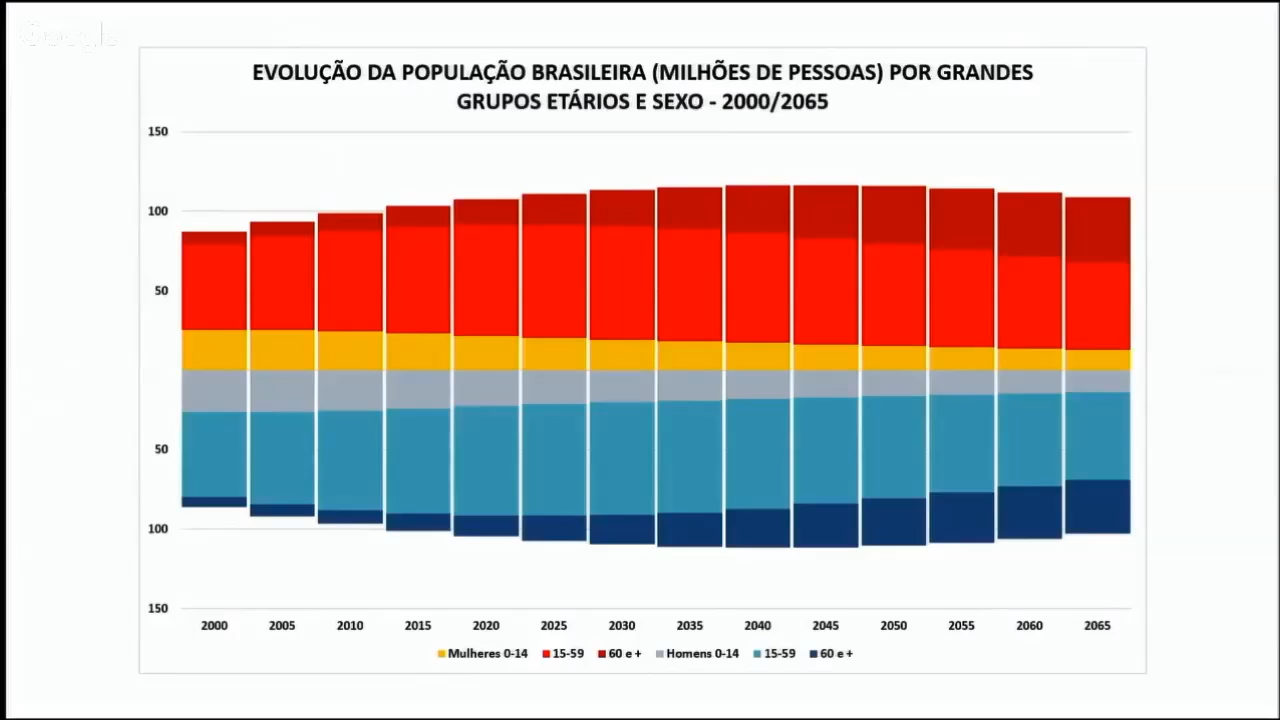 Google
EVOLUÇÃO DA POPULAÇÃO BRASILEIRA (MILHÕES DE PESSOAS) POR GRANDES
GRUPOS ETÁRIOS E SEXO - 2000/2065
150
100
50
50
100
150
2000 2005 2010 2015 2020 2025 2030 2035 2040 2045 2050 2055 2060 2065
Mulheres 0-14 15-59 60 e + Homens 0-14 15-59 60 e +